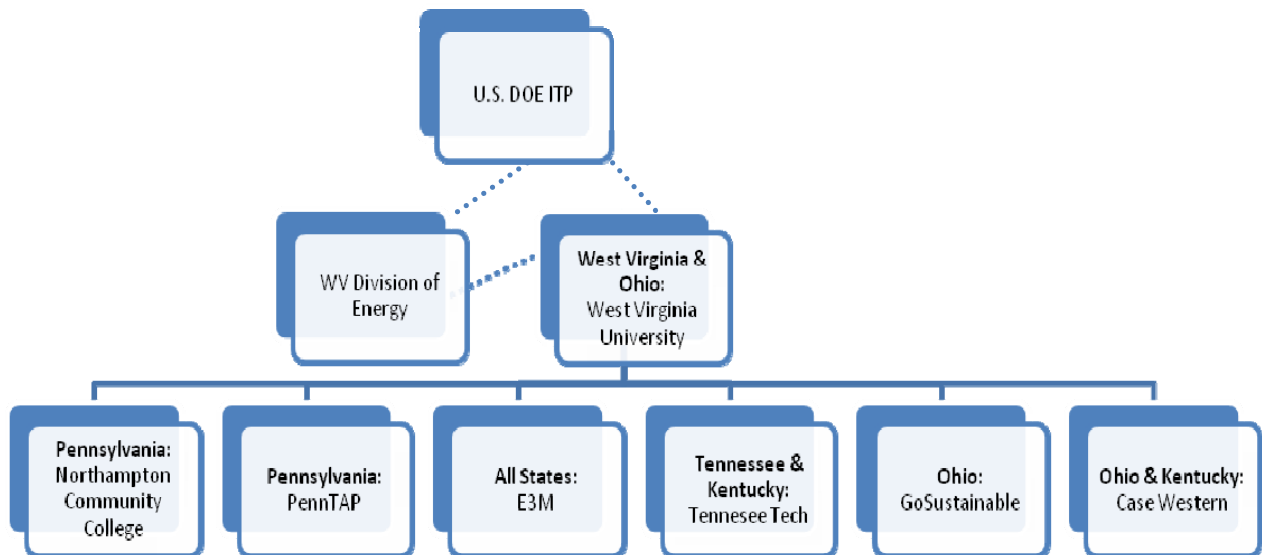 U.S. DOE ITP
WV Division of
Energy
West Virginia &
Ohio:
West Virginia
University
Pennsylvania:
Northampton
Community
College
Pennsylvania:
PennTAP
All States:
E3M
Tennessee &
Kentucky:
Tennesee Tech
Ohio:
GoSustainable
Ohio & Kentucky:
Case Western